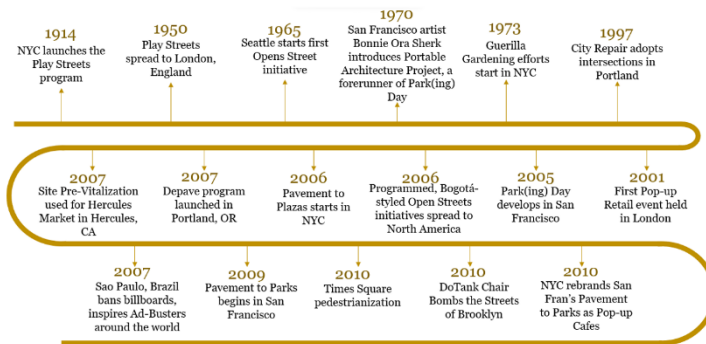 1914
NYC launches the
Play Streets
program
1950
Play Streets
spread to London,
England
1965
Seattle starts first
Opens Street
initiative
1970
San Francisco artist
Bonnie Ora Sherk
introduces Portable
Architecture Project, a
forerunner of Park(ing)
Day
1973
Guerilla
Gardening efforts
start in NYC
1997
City Repair adopts
intersections in
Portland
2007
Site Pre-Vitalization
used for Hercules
Market in Hercules,
CA
2007
Depave program
launched in
Portland, OR
2006
Pavement to
Plazas starts in
NYC
2006
Programmed, Bogotá-
styled Open Streets
initiatives spread to
North America
2005
Park(ing) Day
develops in San
Francisco
2001
First Pop-up
Retail event held
in London
2007
Sao Paulo, Brazil
bans billboards,
inspires Ad-Busters
around the world
2009
Pavement to Parks
begins in San
Francisco
2010
Times Square
pedestrianization
2010
DoTank Chair
Bombs the Streets
of Brooklyn
2010
NYC rebrands San
Fran's Pavement
to Parks as Pop-up
Cafes